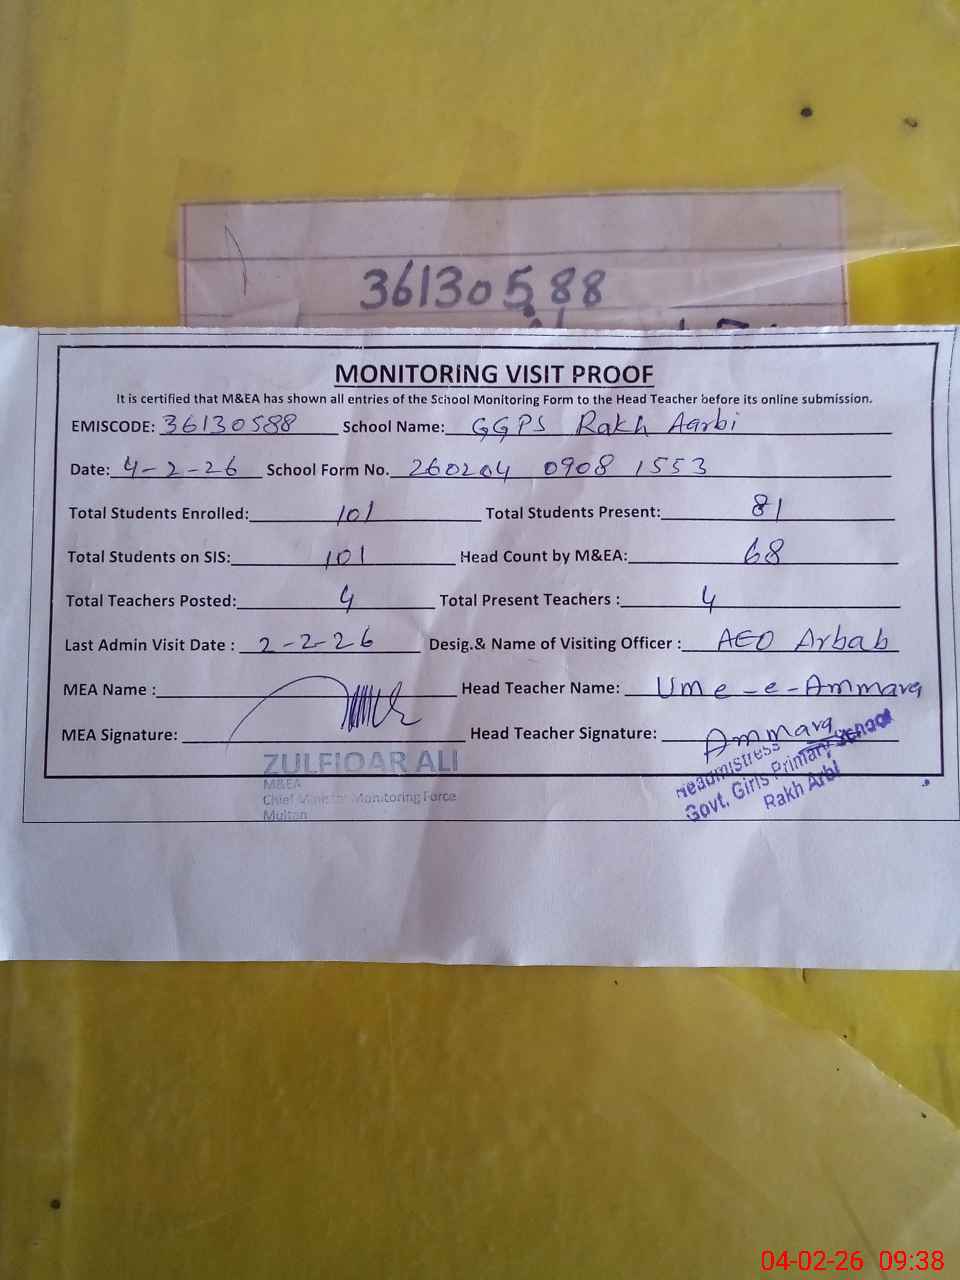 36130588
MONITORING VISIT PROOF
It is certified that M&EA has shown all entries of the School Monitoring Form to the Head Teacher before its online submission.
EMISCODE: 36130588 School Name: GGPS Rakh Aarbi
Date: 4-2-26 School Form No. 260204 0908 1553
Total Students Enrolled: 101 Total Students Present: 81
Total Students on SIS: 101 Head Count by M&EA: 68
Total Teachers Posted: 4 Total Present Teachers : 4
Last Admin Visit Date : 2-2-26 Desig.& Name of Visiting Officer : AEO Arbab
MEA Name : Head Teacher Name: Ume-e-Ammara
MEA Signature: Head Teacher Signature: Ammara
ZULFIQAR ALI
M&EA
Chief Minister Monitoring Force
Multan
Headmistress
Govt. Girls Primary School
Rakh Arbi
04-02-26 09:38